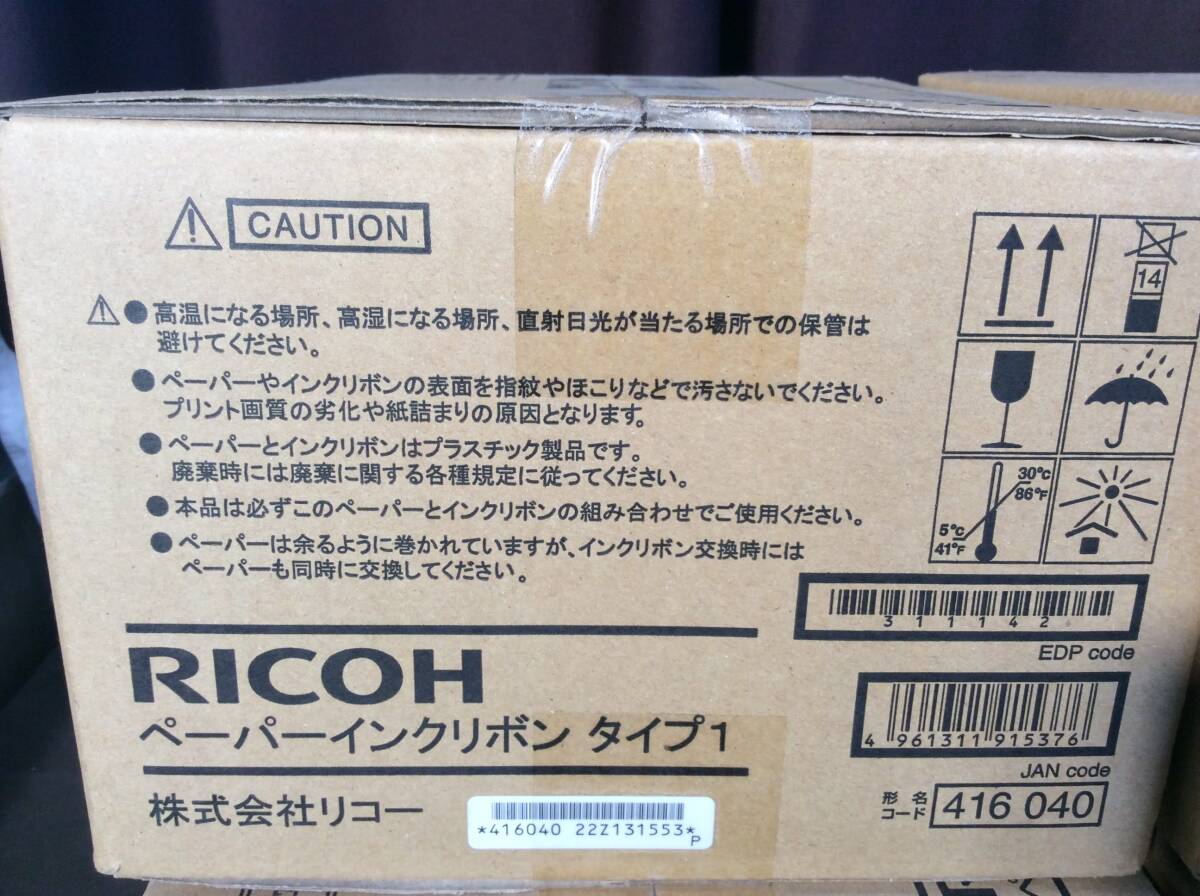 CAUTION
●高温になる場所、高湿になる場所、直射日光が当たる場所での保管は
避けてください。
●ペーパーやインクリボンの表面を指紋やほこりなどで汚さないでください。
プリント画質の劣化や紙詰まりの原因となります。
●ペーパーとインクリボンはプラスチック製品です。
廃棄時には廃棄に関する各種規定に従ってください。
●本品は必ずこのペーパーとインクリボンの組み合わせでご使用ください。
●ペーパーは余るように巻かれていますが、インクリボン交換時には
ペーパーも同時に交換してください。
14
30℃
86°F
5℃
41°F
311142
EDP code
RICOH
ペーパーインクリボン タイプ1
4 961311 915376
JAN code
株式会社リコー
*416040 22Z131553*
P
形 名
コード
416 040